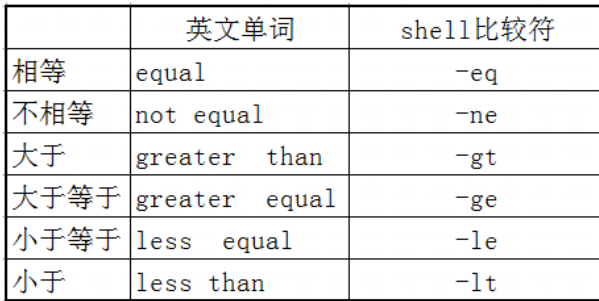 英文单词 shell比较符
相等 equal -eq
不相等 not equal -ne
大于 greater than -gt
大于等于 greater equal -ge
小于等于 less equal -le
小于 less than -lt